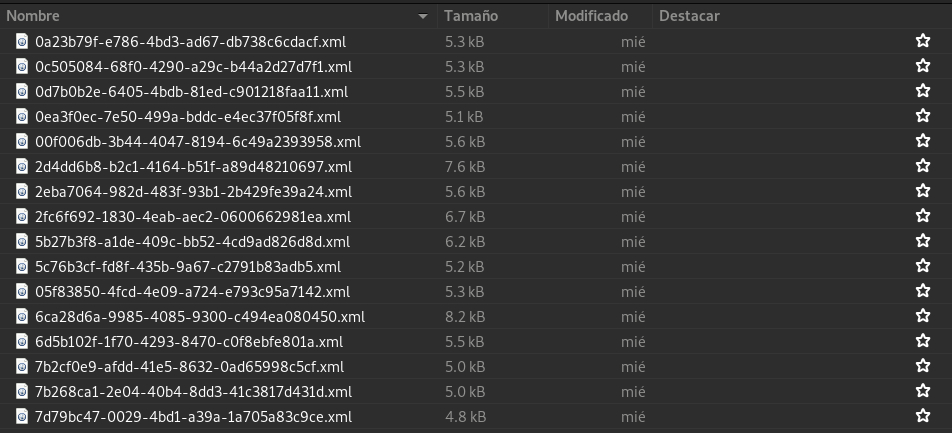 Nombre Tamaño Modificado Destacar
0a23b79f-e786-4bd3-ad67-db738c6cdacf.xml 5.3 kB mié
0c505084-68f0-4290-a29c-b44a2d27d7f1.xml 5.3 kB mié
0d7b0b2e-6405-4bdb-81ed-c901218faa11.xml 5.5 kB mié
0ea3f0ec-7e50-499a-bddc-e4ec37f05f8f.xml 5.1 kB mié
00f006db-3b44-4047-8194-6c49a2393958.xml 5.6 kB mié
2d4dd6b8-b2c1-4164-b51f-a89d48210697.xml 7.6 kB mié
2eba7064-982d-483f-93b1-2b429fe39a24.xml 5.6 kB mié
2fc6f692-1830-4eab-aec2-0600662981ea.xml 6.7 kB mié
5b27b3f8-a1de-409c-bb52-4cd9ad826d8d.xml 6.2 kB mié
5c76b3cf-fd8f-435b-9a67-c2791b83adb5.xml 5.2 kB mié
05f83850-4fcd-4e09-a724-e793c95a7142.xml 5.3 kB mié
6ca28d6a-9985-4085-9300-c494ea080450.xml 8.2 kB mié
6d5b102f-1f70-4293-8470-c0f8ebfe801a.xml 5.5 kB mié
7b2cf0e9-afdd-41e5-8632-0ad65998c5cf.xml 5.0 kB mié
7b268ca1-2e04-40b4-8dd3-41c3817d431d.xml 5.0 kB mié
7d79bc47-0029-4bd1-a39a-1a705a83c9ce.xml 4.8 kB mié